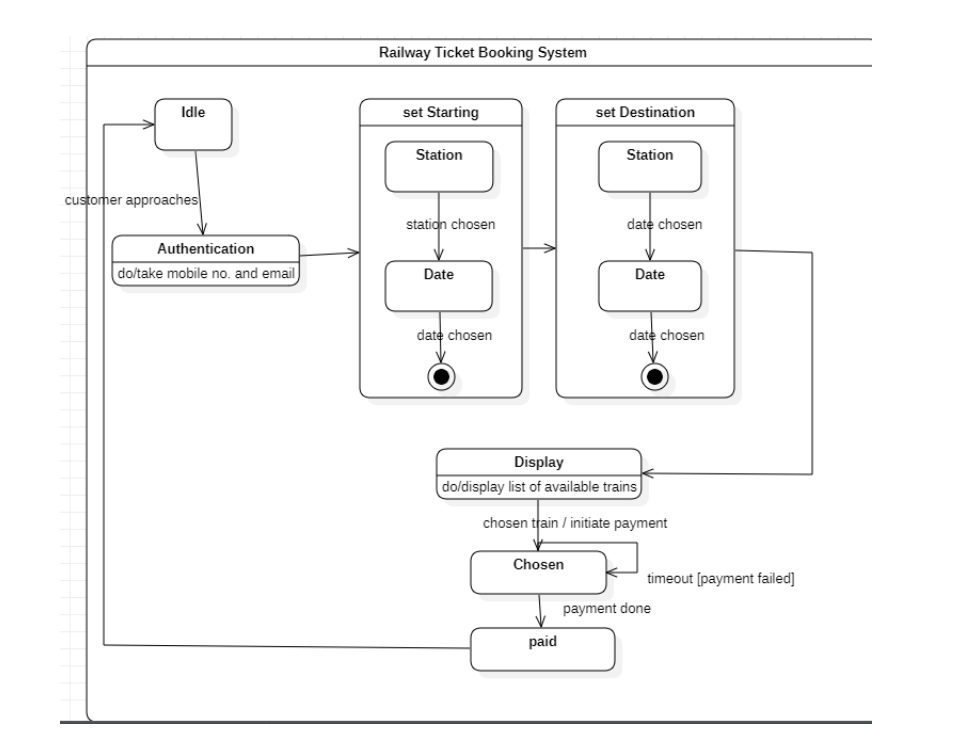 Railway Ticket Booking System
Idle
customer approaches
Authentication
do/take mobile no. and email
set Starting
Station
station chosen
Date
date chosen
set Destination
Station
date chosen
Date
date chosen
Display
do/display list of available trains
chosen train / initiate payment
Chosen
timeout [payment failed]
payment done
paid